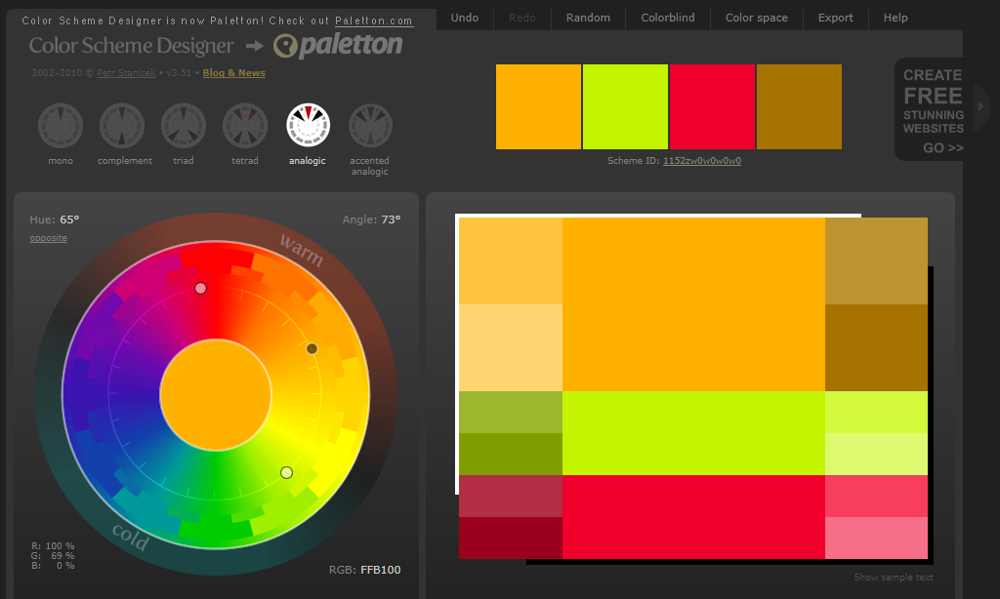 Color Scheme Designer is now Paletton! Check out Paletton.com
Undo
Redo
Random
Colorblind
Color space
Export
Help
Color Scheme Designer
paletton
2002–2010 © Petr Stanicek • v3.51 • Blog & News
CREATE
FREE
STUNNING
WEBSITES
GO >>
mono
complement
triad
tetrad
analogic
accented
analogic
Scheme ID: 1152zw0w0w0w0
Hue: 65°
Angle: 73°
opposite
warm
cold
R: 100 %
G: 69 %
B: 0 %
RGB: FFB100
Show sample text